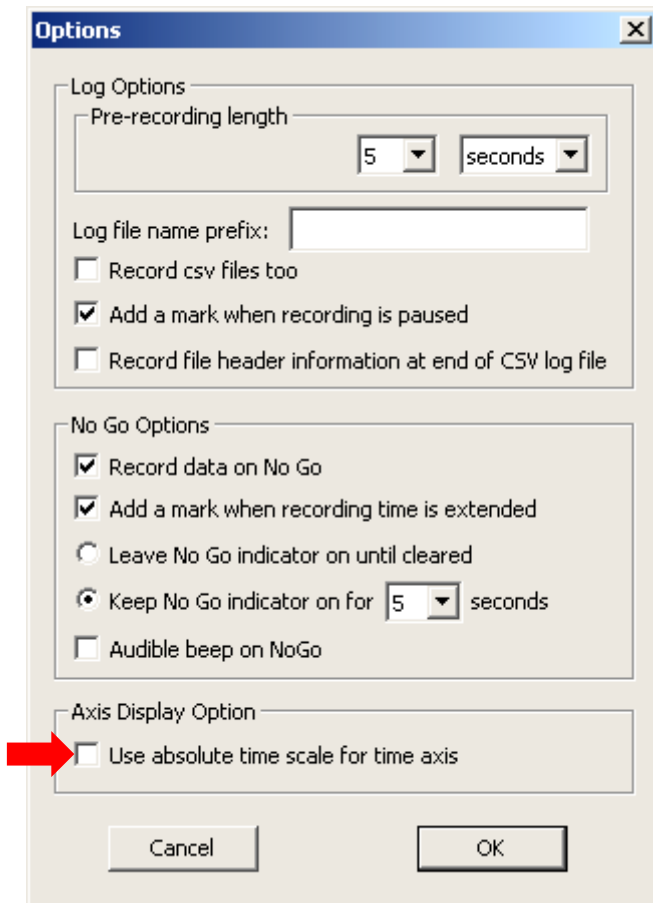 Options
Log Options
Pre-recording length
5 seconds
Log file name prefix:
Record csv files too
Add a mark when recording is paused
Record file header information at end of CSV log file
No Go Options
Record data on No Go
Add a mark when recording time is extended
Leave No Go indicator on until cleared
Keep No Go indicator on for 5 seconds
Audible beep on NoGo
Axis Display Option
Use absolute time scale for time axis
Cancel OK